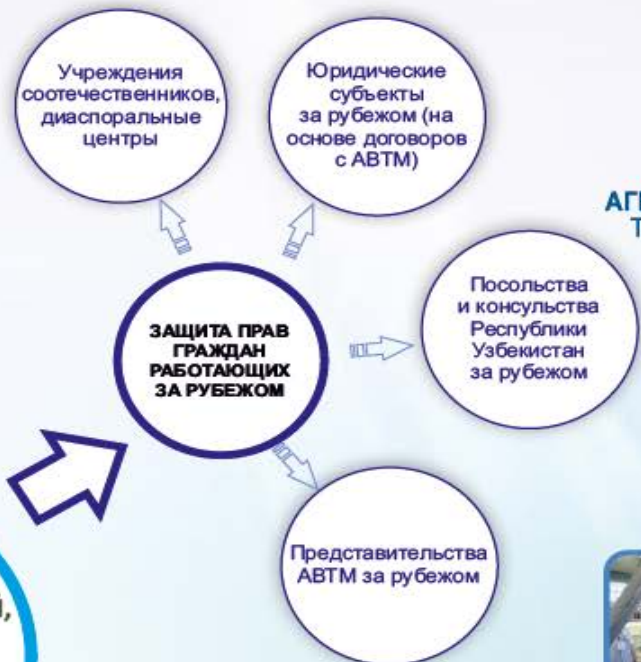 Учреждения
соотечественников,
диаспоральные
центры
Юридические
субъекты
за рубежом (на
основе договоров
с АВТМ)
Посольства
и консульства
Республики
Узбекистан
за рубежом
ЗАЩИТА ПРАВ
ГРАЖДАН
РАБОТАЮЩИХ
ЗА РУБЕЖОМ
Представительства
АВТМ за рубежом